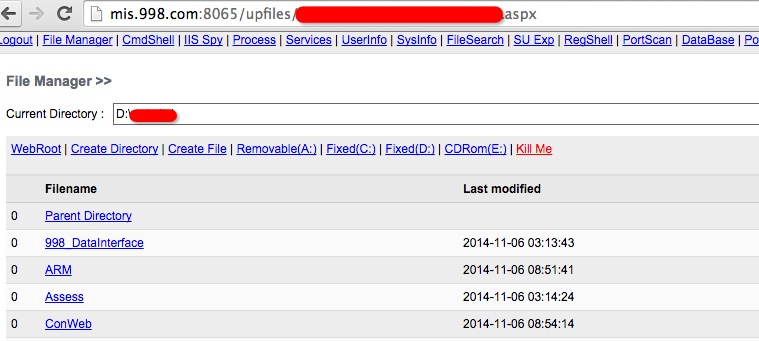 mis.998.com:8065/upfiles/ .aspx
Logout | File Manager | CmdShell | IIS Spy | Process | Services | UserInfo | SysInfo | FileSearch | SU Exp | RegShell | PortScan | DataBase | Po
File Manager >>
Current Directory : D:\
WebRoot | Create Directory | Create File | Removable(A:) | Fixed(C:) | Fixed(D:) | CDRom(E:) | Kill Me
Filename Last modified
0 Parent Directory
0 998_DataInterface 2014-11-06 03:13:43
0 ARM 2014-11-06 08:51:41
0 Assess 2014-11-06 03:14:24
0 ConWeb 2014-11-06 08:54:14